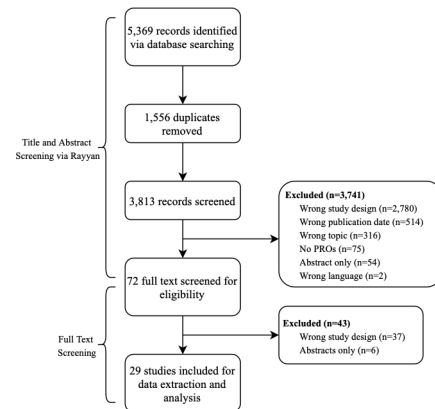 5,369 records identified
via database searching
1,556 duplicates
removed
Title and Abstract
Screening via Rayyan
3,813 records screened
Excluded (n=3,741)
Wrong study design (n=2,780)
Wrong publication date (n=514)
Wrong topic (n=316)
No PROs (n=75)
Abstract only (n=54)
Wrong language (n=2)
72 full text screened for
eligibility
Full Text
Screening
Excluded (n=43)
Wrong study design (n=37)
Abstracts only (n=6)
29 studies included for
data extraction and
analysis